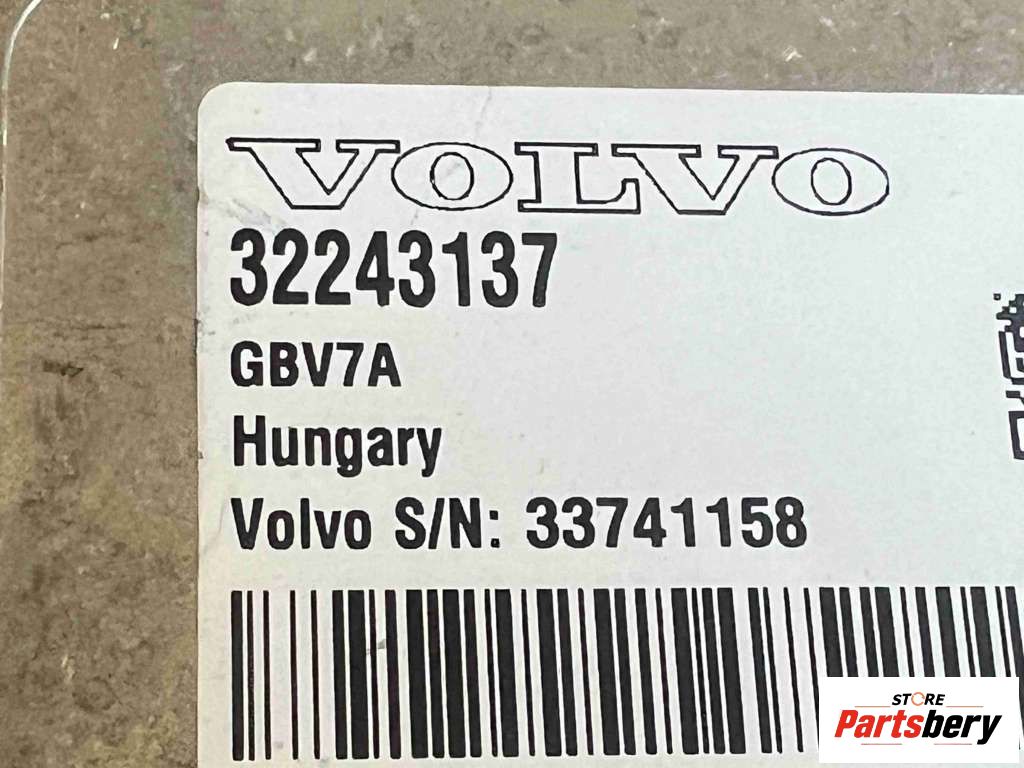 VOLVO
32243137
GBV7A
Hungary
Volvo S/N: 33741158
STORE
Partsbery